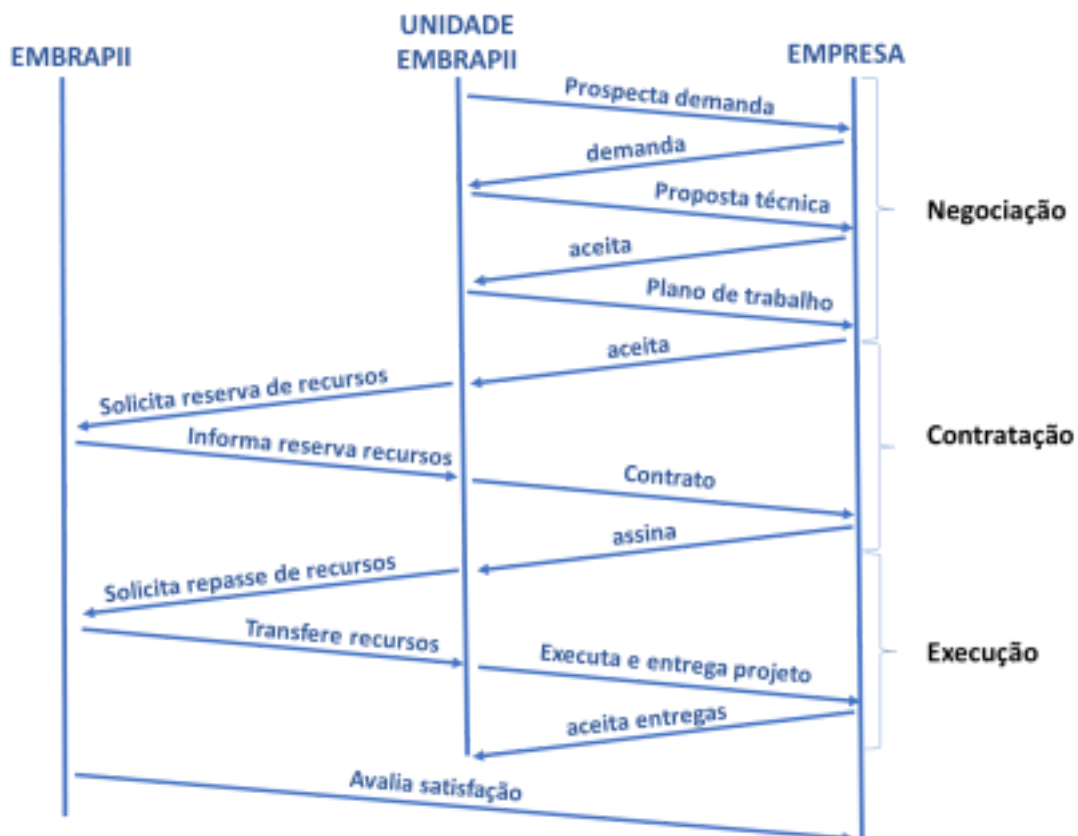 EMBRAPII
UNIDADE
EMBRAPII
EMPRESA
Prospecta demanda
demanda
Proposta técnica
Negociação
aceita
Plano de trabalho
aceita
Solicita reserva de recursos
Informa reserva recursos
Contratação
Contrato
assina
Solicita repasse de recursos
Transfere recursos
Executa e entrega projeto
Execução
aceita entregas
Avalia satisfação